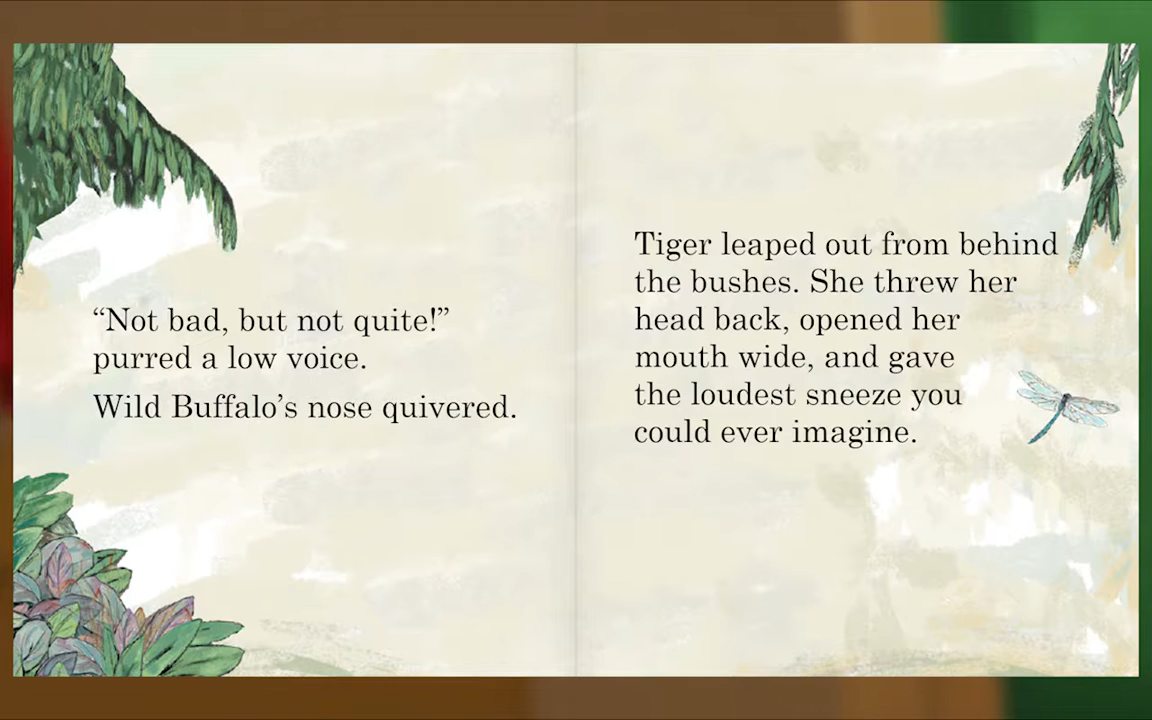 “Not bad, but not quite!”
purred a low voice.
Wild Buffalo’s nose quivered.
Tiger leaped out from behind
the bushes. She threw her
head back, opened her
mouth wide, and gave
the loudest sneeze you
could ever imagine.